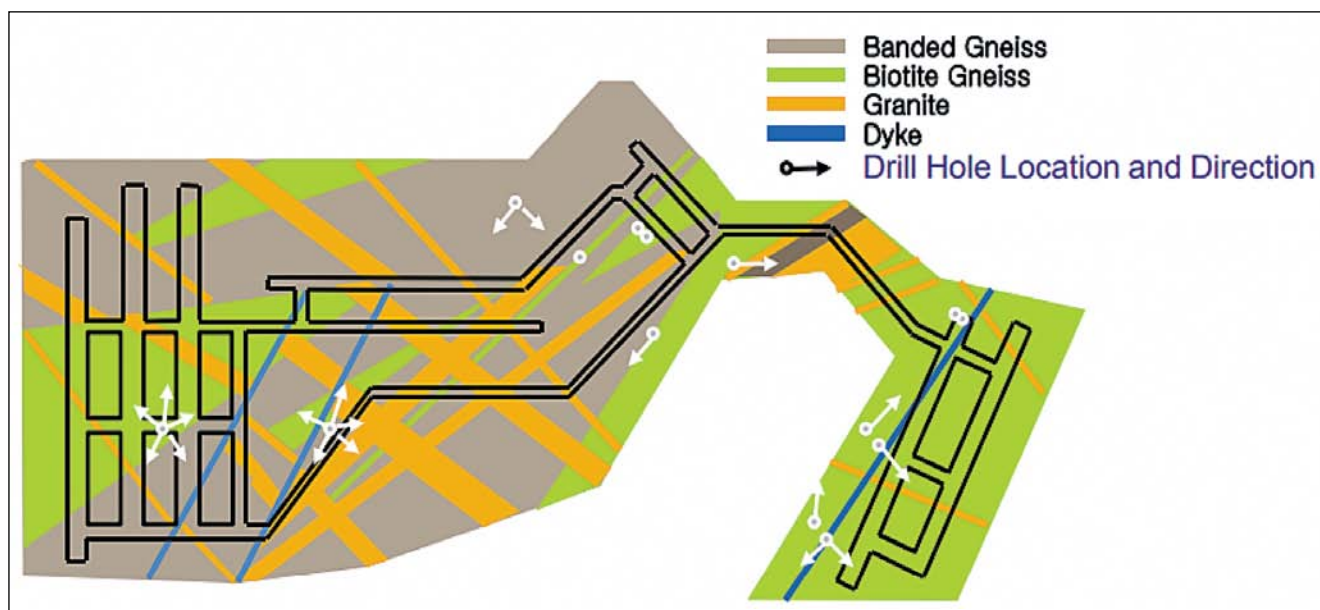 Banded Gneiss
Biotite Gneiss
Granite
Dyke
Drill Hole Location and Direction